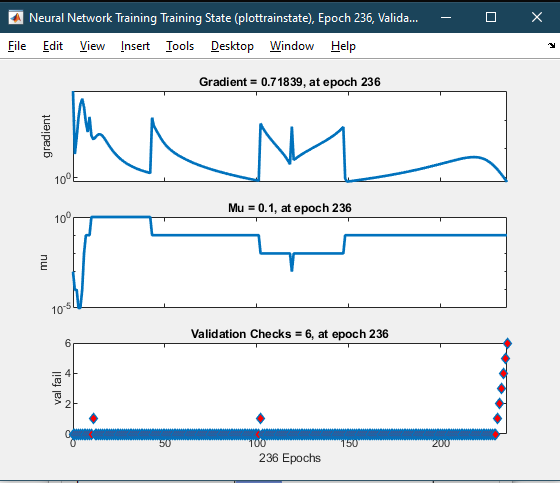 Neural Network Training Training State (plottrainstate), Epoch 236, Valida...
File Edit View Insert Tools Desktop Window Help
Gradient = 0.71839, at epoch 236
gradient
10^0
Mu = 0.1, at epoch 236
10^0
mu
10^-5
Validation Checks = 6, at epoch 236
6
4
val fail
2
0
0 50 100 150 200
236 Epochs